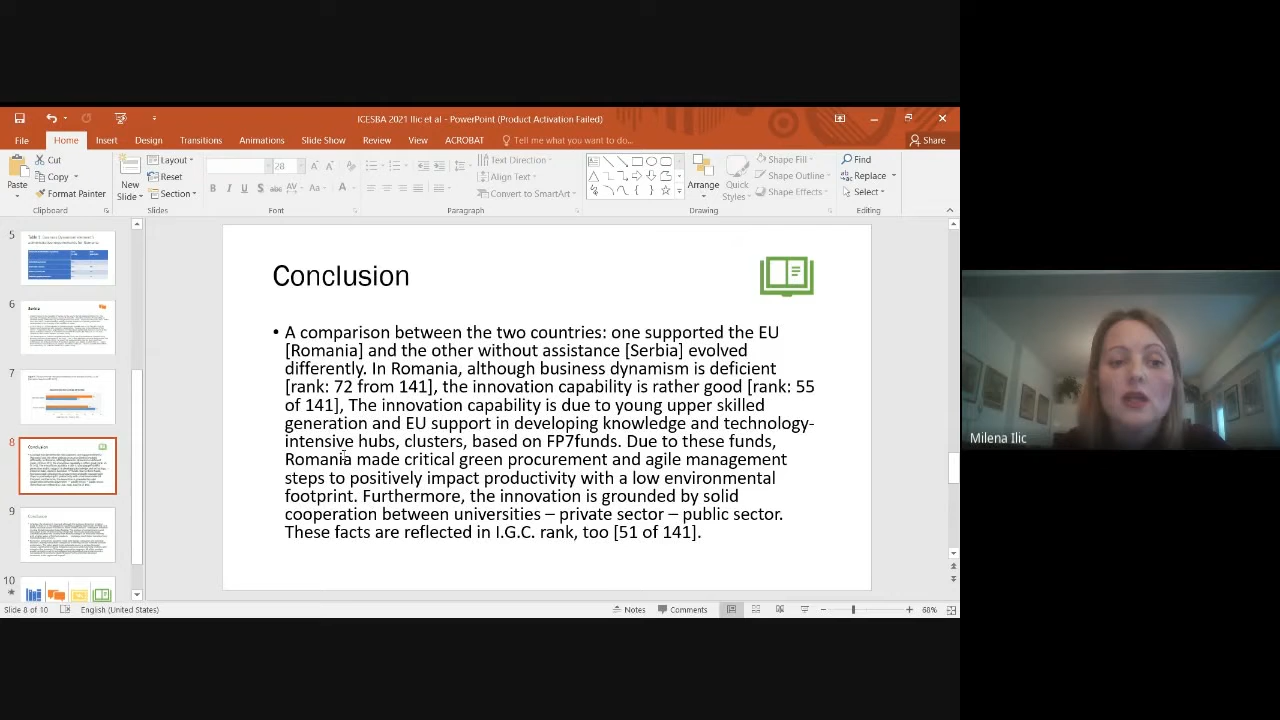 ICESBA 2021 Ilic et al - PowerPoint (Product Activation Failed)
File Home Insert Design Transitions Animations Slide Show Review View ACROBAT Tell me what you want to do... Share
Paste
Cut
Copy
Format Painter
Clipboard
New Slide
Layout
Reset
Section
Slides
28
Font
Text Direction
Align Text
Convert to SmartArt
Paragraph
Arrange
Quick Styles
Shape Fill
Shape Outline
Shape Effects
Drawing
Find
Replace
Select
Editing
5
6
7
8
9
10
Conclusion
• A comparison between the two countries: one supported the EU
[Romania] and the other without assistance [Serbia] evolved
differently. In Romania, although business dynamism is deficient
[rank: 72 from 141], the innovation capability is rather good [rank: 55
of 141], The innovation capability is due to young upper skilled
generation and EU support in developing knowledge and technology-
intensive hubs, clusters, based on FP7funds. Due to these funds,
Romania made critical green procurement and agile management
steps to positively impact productivity with a low environmental
footprint. Furthermore, the innovation is grounded by solid
cooperation between universities – private sector – public sector.
These facts are reflected in I.G.C. rank, too [51 of 141].
Milena Ilic
Slide 8 of 10 English (United States) Notes Comments 68%